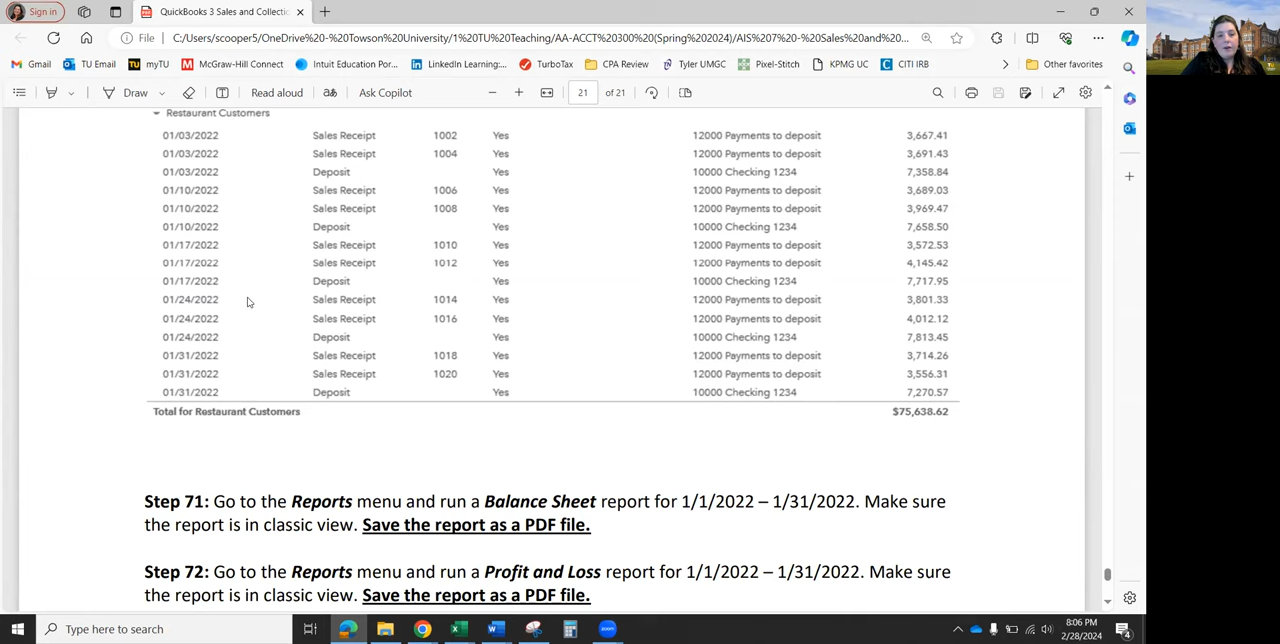 Sign in
QuickBooks 3 Sales and Collectic
File
C:/Users/scooper5/OneDrive%20-%20Towson%20University/1%20TU%20Teaching/AA-ACCT%20300%20(Spring%202024)/AIS%207%20-%20Sales%20and%20...
Gmail TU Email myTU McGraw-Hill Connect Intuit Education Por... LinkedIn Learning:... TurboTax CPA Review Tyler UMGC Pixel-Stitch KPMG UC CITI IRB Other favorites
Draw Read aloud Ask Copilot 21 of 21
Restaurant Customers
01/03/2022 Sales Receipt 1002 Yes 12000 Payments to deposit 3,667.41
01/03/2022 Sales Receipt 1004 Yes 12000 Payments to deposit 3,691.43
01/03/2022 Deposit Yes 10000 Checking 1234 7,358.84
01/10/2022 Sales Receipt 1006 Yes 12000 Payments to deposit 3,689.03
01/10/2022 Sales Receipt 1008 Yes 12000 Payments to deposit 3,969.47
01/10/2022 Deposit Yes 10000 Checking 1234 7,658.50
01/17/2022 Sales Receipt 1010 Yes 12000 Payments to deposit 3,572.53
01/17/2022 Sales Receipt 1012 Yes 12000 Payments to deposit 4,145.42
01/17/2022 Deposit Yes 10000 Checking 1234 7,717.95
01/24/2022 Sales Receipt 1014 Yes 12000 Payments to deposit 3,801.33
01/24/2022 Sales Receipt 1016 Yes 12000 Payments to deposit 4,012.12
01/24/2022 Deposit Yes 10000 Checking 1234 7,813.45
01/31/2022 Sales Receipt 1018 Yes 12000 Payments to deposit 3,714.26
01/31/2022 Sales Receipt 1020 Yes 12000 Payments to deposit 3,556.31
01/31/2022 Deposit Yes 10000 Checking 1234 7,270.57
Total for Restaurant Customers $75,638.62
Step 71: Go to the Reports menu and run a Balance Sheet report for 1/1/2022 – 1/31/2022. Make sure
the report is in classic view. Save the report as a PDF file.
Step 72: Go to the Reports menu and run a Profit and Loss report for 1/1/2022 – 1/31/2022. Make sure
the report is in classic view. Save the report as a PDF file.
Type here to search
8:06 PM
2/28/2024
4